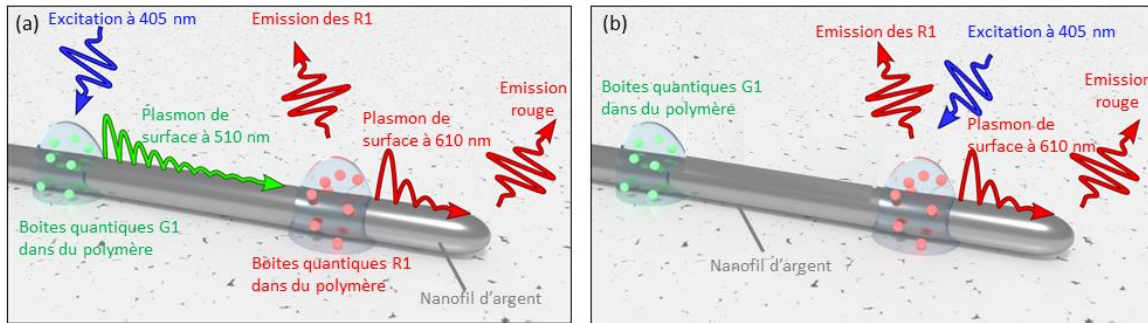 (a)
Excitation à 405 nm
Emission des R1
Emission
rouge
Plasmon de
surface à 510 nm
Plasmon de
surface à 610 nm
Boites quantiques G1
dans du polymère
Boites quantiques R1
dans du polymère
Nanofil d'argent
(b)
Emission des R1
Excitation à 405 nm
Boites quantiques G1
dans du polymère
Emission
rouge
Plasmon de
surface à 610 nm
Nanofil d'argent